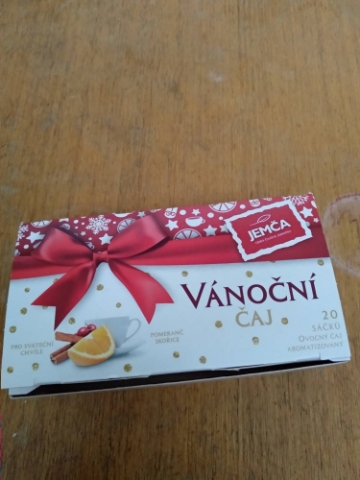 JEMČA
VÁNOČNÍ
ČAJ
PRO SVÁTEČNÍ
CHVÍLE
POMERANČ
SKOŘICE
20
SÁČKŮ
OVOCNÝ ČAJ
AROMATIZOVANÝ